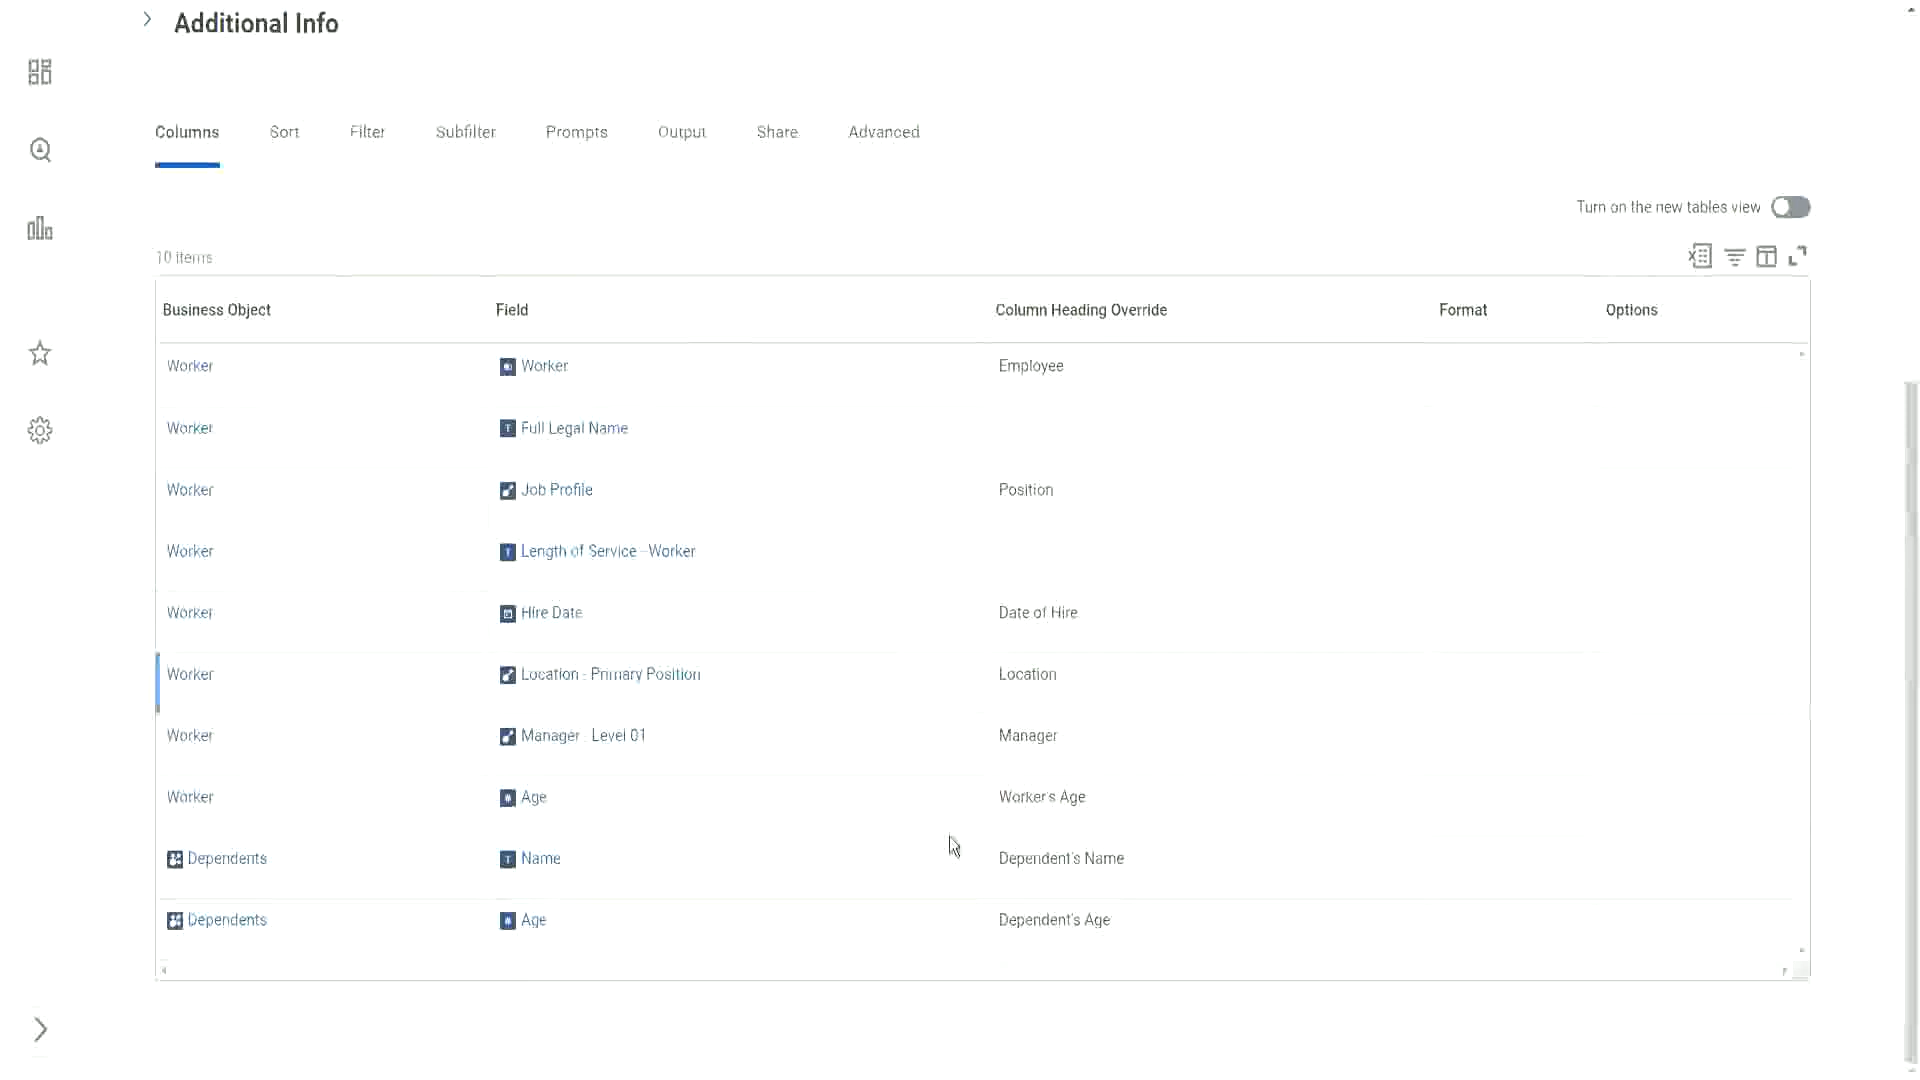 Additional Info
Columns Sort Filter Subfilter Prompts Output Share Advanced
Turn on the new tables view
10 items
Business Object Field Column Heading Override Format Options
Worker Worker Employee
Worker Full Legal Name
Worker Job Profile Position
Worker Length of Service - Worker
Worker Hire Date Date of Hire
Worker Location - Primary Position Location
Worker Manager - Level 01 Manager
Worker Age Worker's Age
Dependents Name Dependent's Name
Dependents Age Dependent's Age